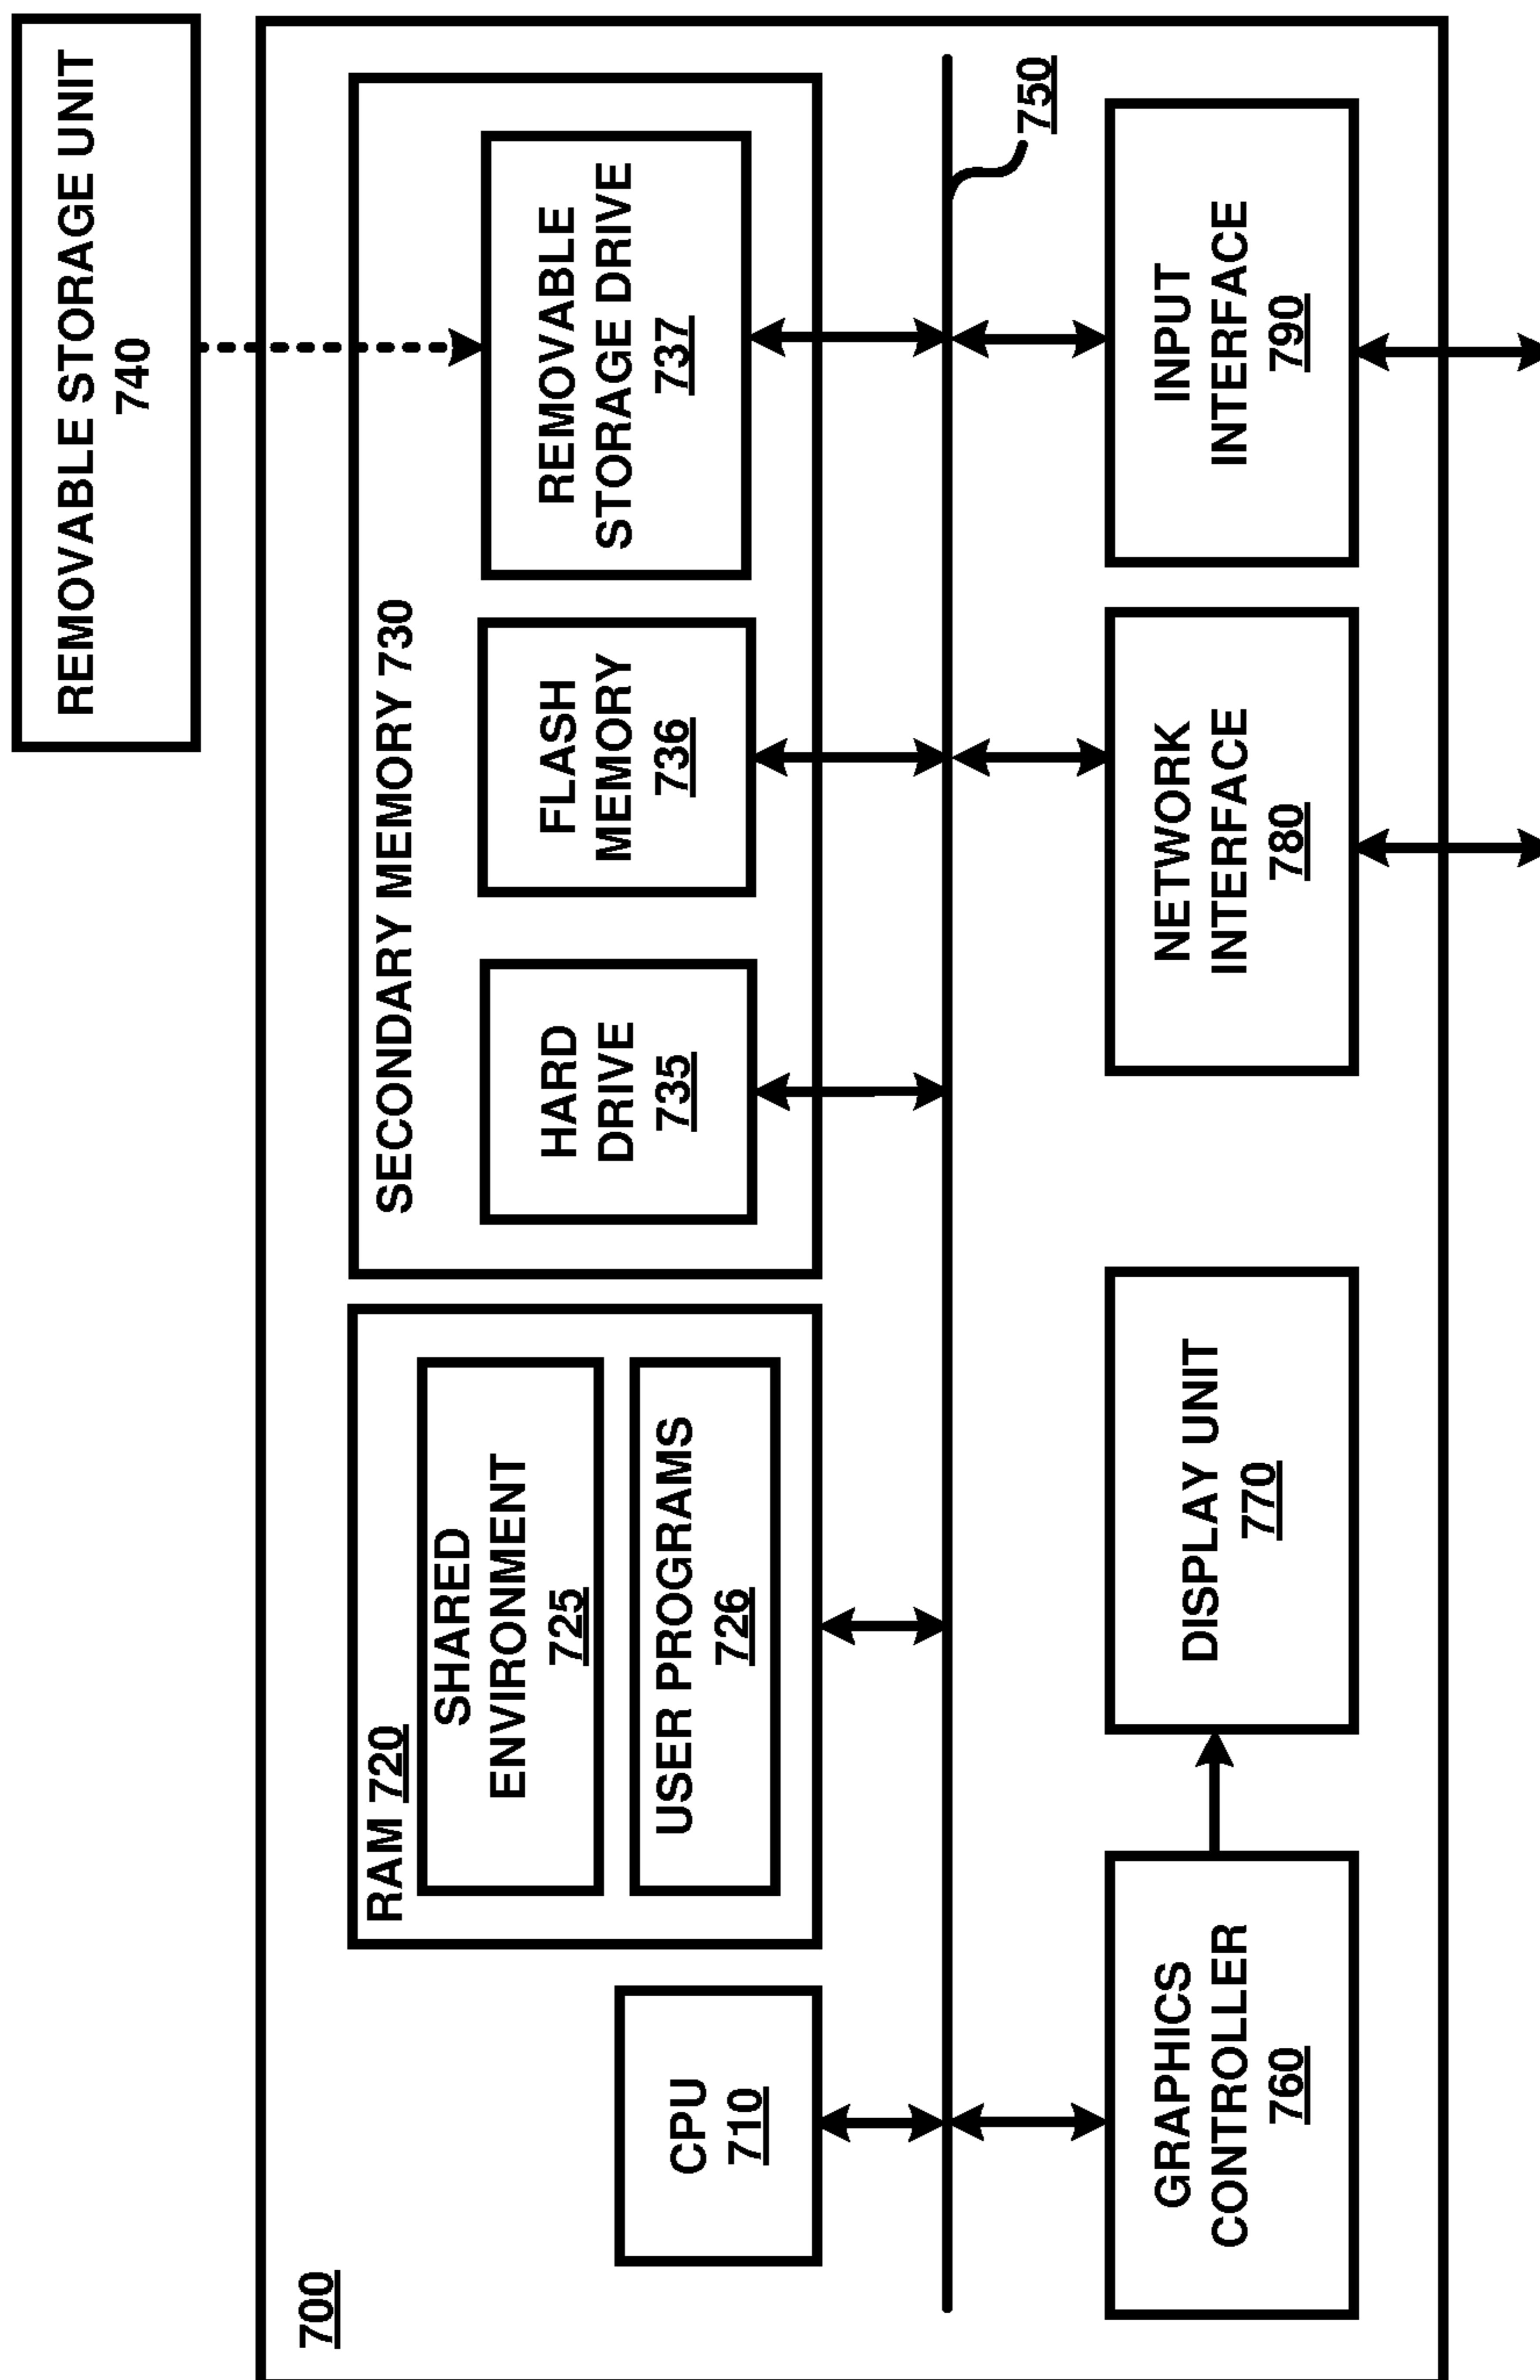 700
REMOVABLE STORAGE UNIT
740
CPU
710
RAM 720
SHARED
ENVIRONMENT
725
USER PROGRAMS
726
SECONDARY MEMORY 730
HARD
DRIVE
735
FLASH
MEMORY
736
REMOVABLE
STORAGE DRIVE
737
750
GRAPHICS
CONTROLLER
760
DISPLAY UNIT
770
NETWORK
INTERFACE
780
INPUT
INTERFACE
790